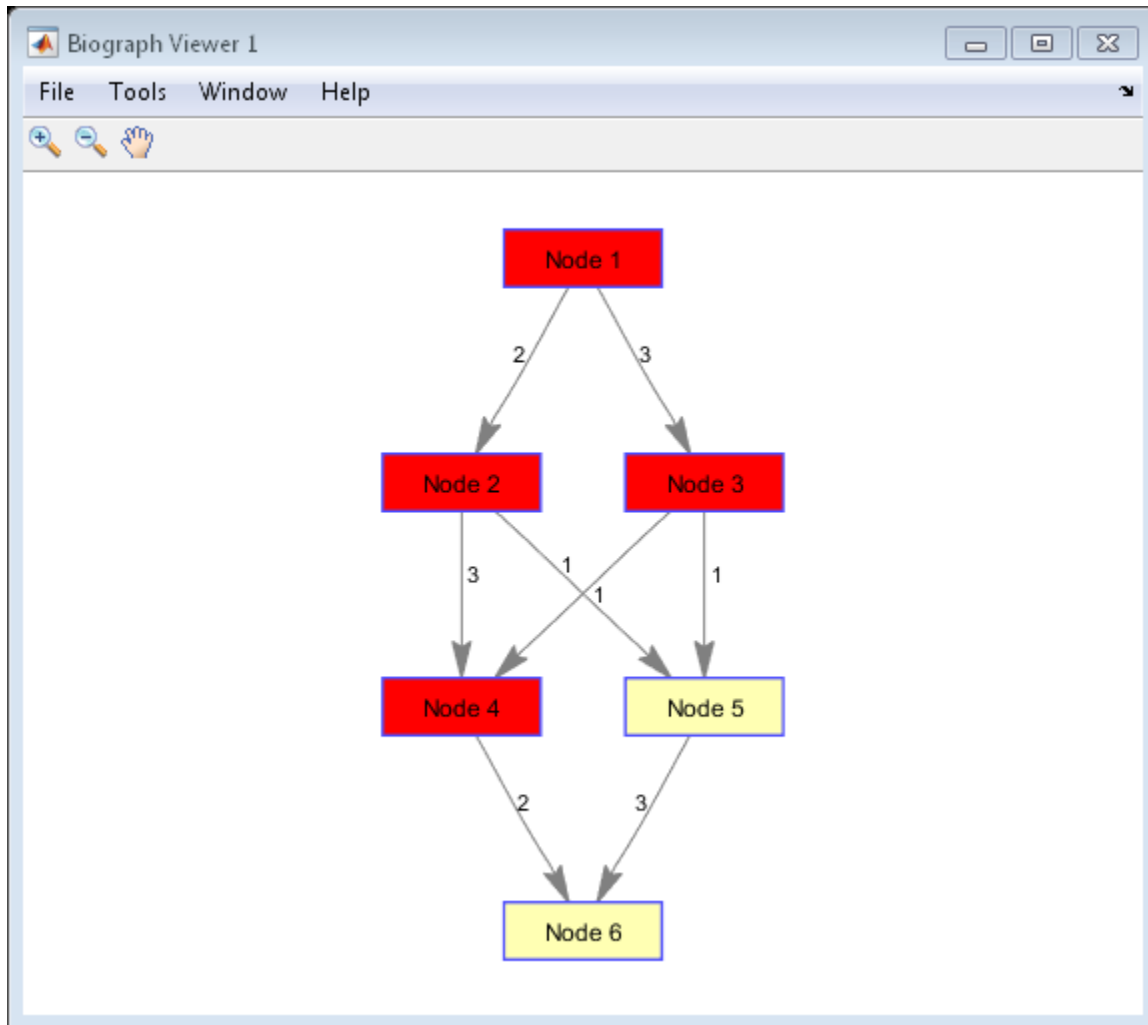 Biograph Viewer 1
File Tools Window Help
Node 1
2 3
Node 2 Node 3
3 1 1 1
Node 4 Node 5
2 3
Node 6